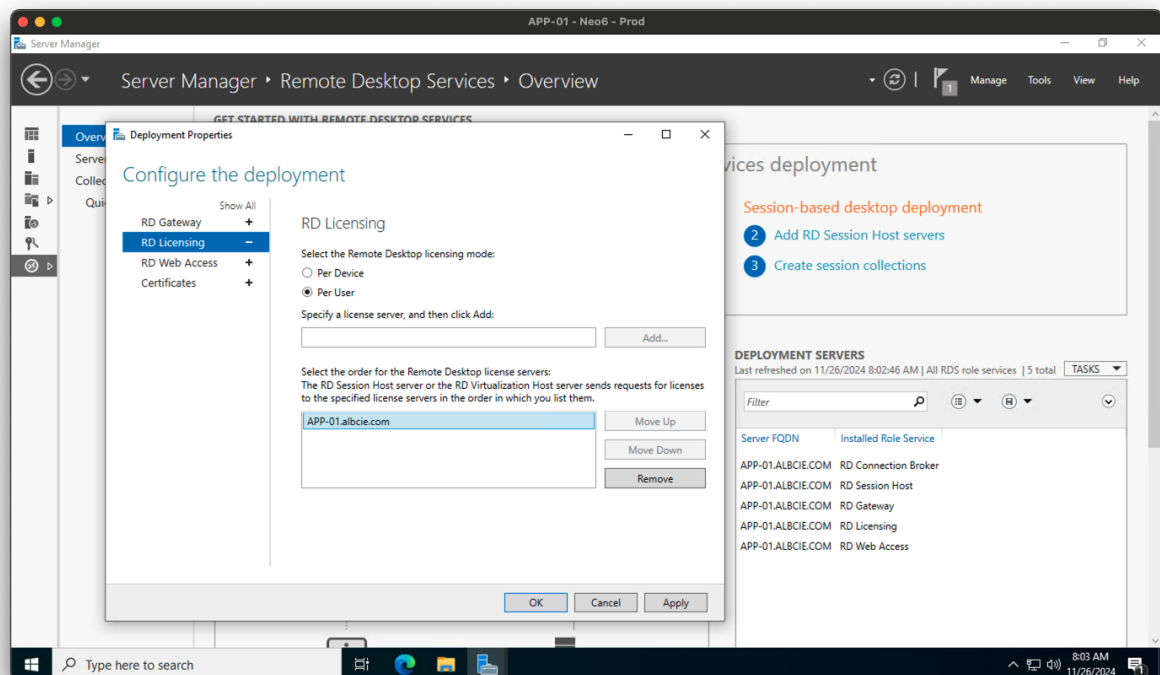 APP-01 - Neo6 - Prod
Server Manager
Server Manager ‣ Remote Desktop Services ‣ Overview
1
Manage
Tools
View
Help
GET STARTED WITH REMOTE DESKTOP SERVICES
Overv
Serve
Collec
Qui
Deployment Properties
Configure the deployment
Show All
RD Gateway +
RD Licensing –
RD Web Access +
Certificates +
RD Licensing
Select the Remote Desktop licensing mode:
Per Device
Per User
Specify a license server, and then click Add:
Add...
Select the order for the Remote Desktop license servers:
The RD Session Host server or the RD Virtualization Host server sends requests for licenses
to the specified license servers in the order in which you list them.
APP-01.albcie.com
Move Up
Move Down
Remove
OK
Cancel
Apply
vices deployment
Session-based desktop deployment
2 Add RD Session Host servers
3 Create session collections
DEPLOYMENT SERVERS
Last refreshed on 11/26/2024 8:02:46 AM | All RDS role services | 5 total
TASKS
Filter
Server FQDN Installed Role Service
APP-01.ALBCIE.COM RD Connection Broker
APP-01.ALBCIE.COM RD Session Host
APP-01.ALBCIE.COM RD Gateway
APP-01.ALBCIE.COM RD Licensing
APP-01.ALBCIE.COM RD Web Access
Type here to search
8:03 AM
11/26/2024
1